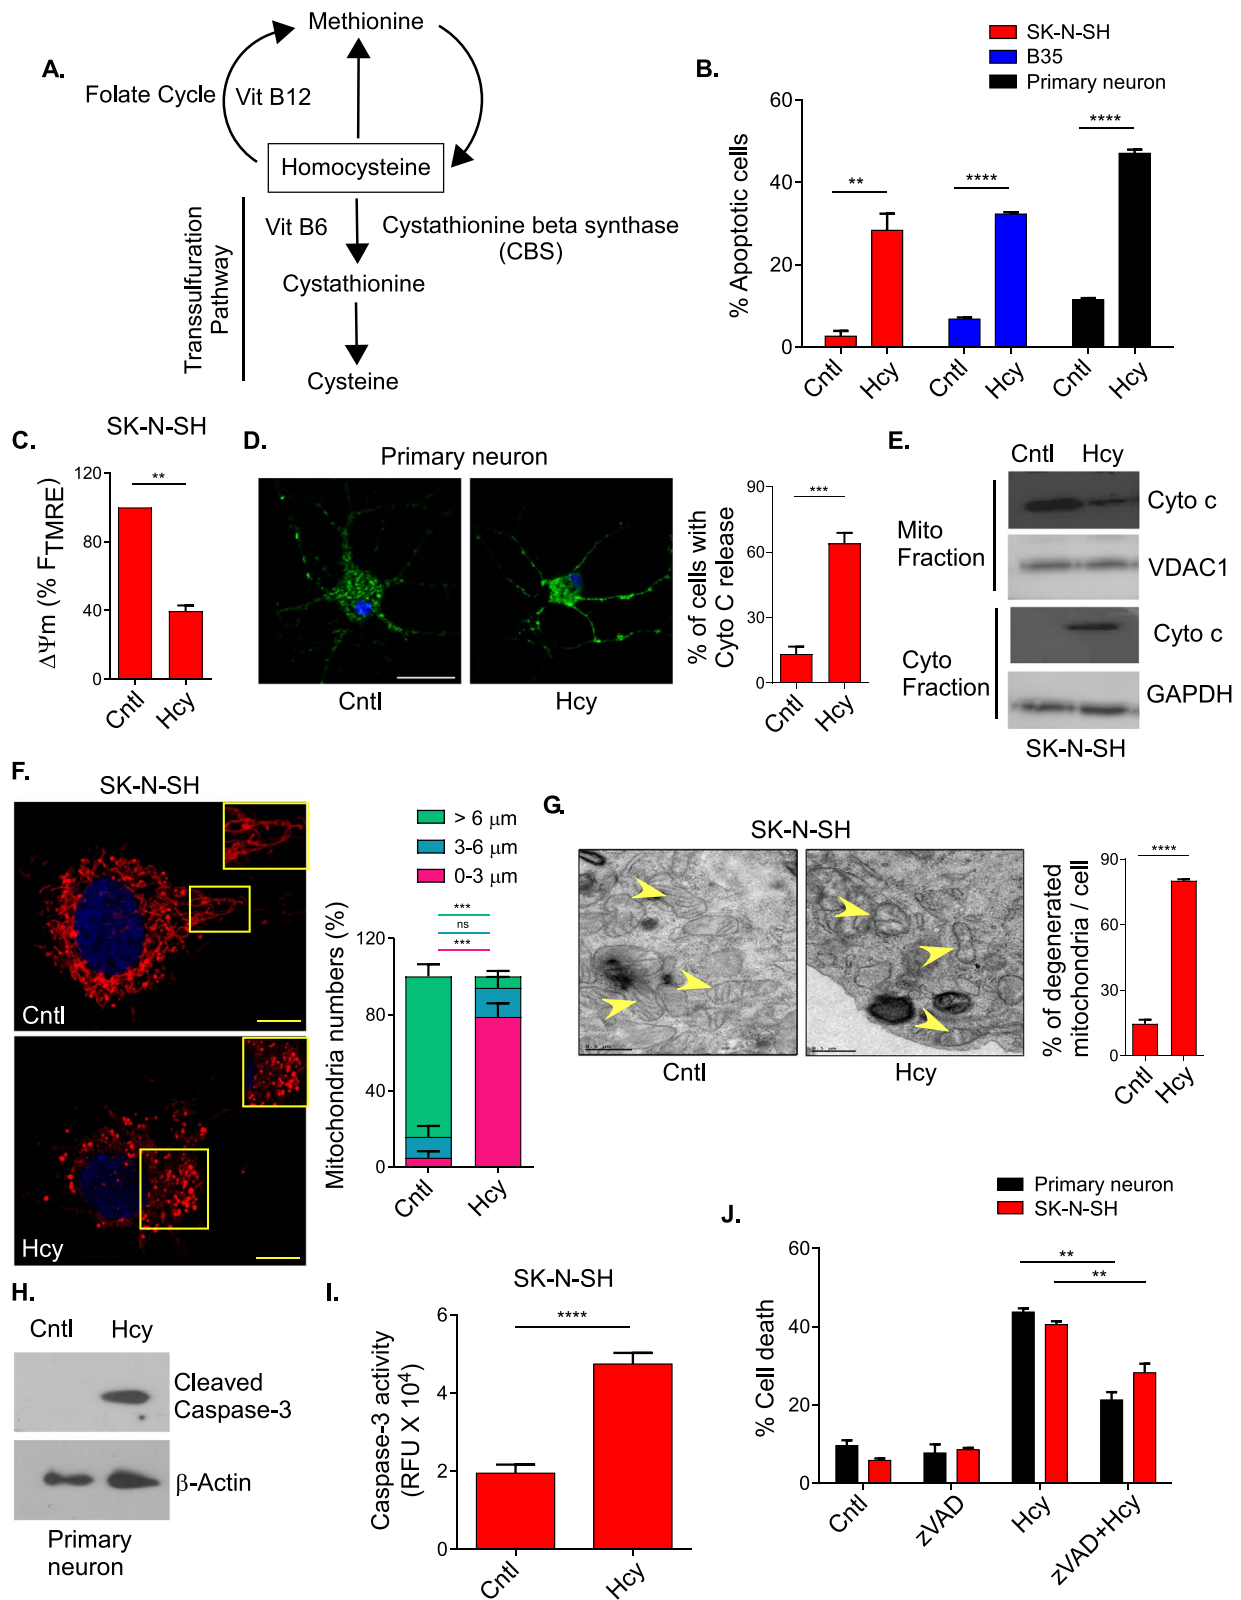 A.
Methionine
Folate Cycle
Vit B12
Homocysteine
Transsulfuration
Pathway
Vit B6
Cystathionine beta synthase
(CBS)
Cystathionine
Cysteine
B.
SK-N-SH
B35
Primary neuron
% Apoptotic cells
60
40
20
0
**
****
****
Cntl
Hcy
Cntl
Hcy
Cntl
Hcy
C.
SK-N-SH
ΔΨm (% FTMRE)
120
80
40
0
**
Cntl
Hcy
D.
Primary neuron
Cntl
Hcy
% of cells with
Cyto C release
90
60
30
0
***
Cntl
Hcy
E.
Cntl
Hcy
Mito
Fraction
Cyto c
VDAC1
Cyto
Fraction
Cyto c
GAPDH
SK-N-SH
F.
SK-N-SH
Cntl
Hcy
> 6 μm
3-6 μm
0-3 μm
Mitochondria numbers (%)
120
80
40
0
***
ns
***
Cntl
Hcy
G.
SK-N-SH
0.5 μm
0.5 μm
Cntl
Hcy
% of degenerated
mitochondria / cell
90
60
30
0
****
Cntl
Hcy
H.
Cntl
Hcy
Cleaved
Caspase-3
β-Actin
Primary
neuron
I.
SK-N-SH
Caspase-3 activity
(RFU X 10⁴)
6
4
2
0
****
Cntl
Hcy
J.
Primary neuron
SK-N-SH
% Cell death
60
40
20
0
**
**
Cntl
zVAD
Hcy
zVAD+Hcy